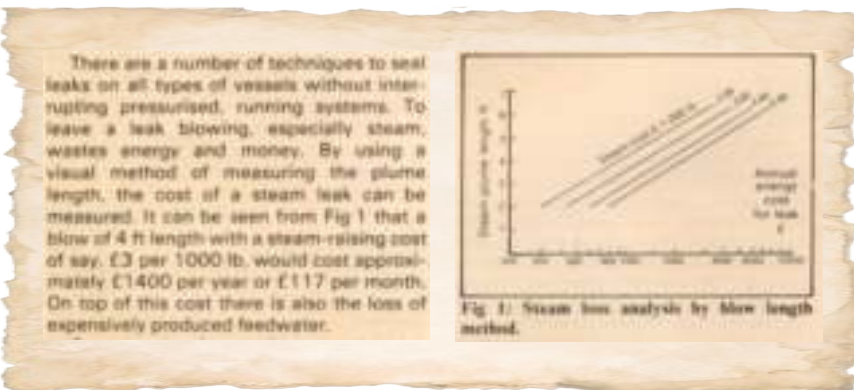 There are a number of techniques to seal
leaks on all types of vessels without inter-
rupting pressurised, running systems. To
leave a leak blowing, especially steam,
wastes energy and money. By using a
visual method of measuring the plume
length, the cost of a steam leak can be
measured. It can be seen from Fig 1 that a
blow of 4 ft length with a steam-raising cost
of say, £3 per 1000 lb. would cost approxi-
mately £1400 per year or £117 per month.
On top of this cost there is also the loss of
expensively produced feedwater.
Steam plume length ft
Annual
energy
cost
for leak
£
Fig 1: Steam loss analysis by blow length
method.